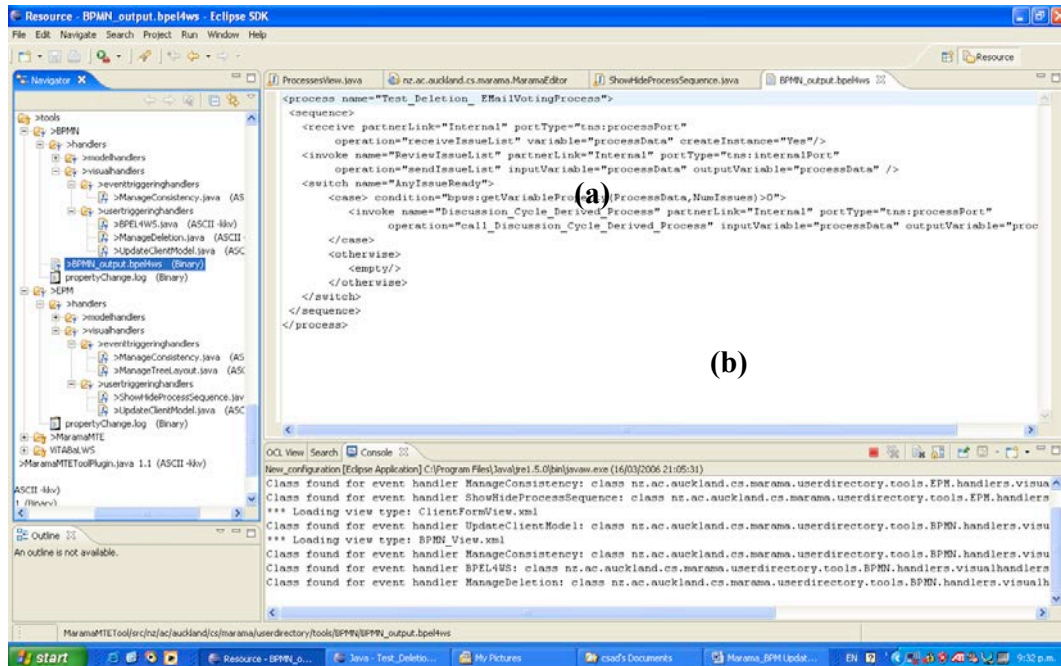 Resource - BPMN_output.bpel4ws - Eclipse SDK
File Edit Navigate Search Project Run Window Help
Resource
Navigator
ProcessesView.java
nz.ac.auckland.cs.marama.MaramaEditor
ShowHideProcessSequence.java
BPMN_output.bpel4ws
>tools
>BPMN
>handlers
>modelhandlers
>visualhandlers
>eventtriggeringhandlers
>ManageConsistency.java (AS
>usertriggeringhandlers
>BPEL4WS.java (ASCII -kkv)
>ManageDeletion.java (ASCII -
>UpdateClientModel.java (ASC
>BPMN_output.bpel4ws (Binary)
propertyChange.log (Binary)
>EPM
>handlers
>modelhandlers
>visualhandlers
>eventtriggeringhandlers
>ManageConsistency.java (AS
>ManageTreeLayout.java (ASC
>usertriggeringhandlers
>ShowHideProcessSequence.jav
>UpdateClientModel.java (ASC
propertyChange.log (Binary)
>MaramaMTE
ViTABaLWS
>MaramaMTEToolPlugin.java 1.1 (ASCII -kkv)
ASCII -kkv)
1 (Binary)
<process name="Test_Deletion_ EMailVotingProcess">
<sequence>
<receive partnerLink="Internal" portType="tns:processPort"
operation="receiveIssueList" variable="processData" createInstance="Yes"/>
<invoke name="ReviewIssueList" partnerLink="Internal" portType="tns:internalPort"
operation="sendIssueList" inputVariable="processData" outputVariable="processData" />
<switch name="AnyIssueReady">
(a)
<case> condition="bpws:getVariableProperty(ProcessData,NumIssues)>0">
<invoke name="Discussion_Cycle_Derived_Process" partnerLink="Internal" portType="tns:processPort"
operation="call_Discussion_Cycle_Derived_Process" inputVariable="processData" outputVariable="proc
</case>
<otherwise>
<empty/>
</otherwise>
</switch>
</sequence>
</process>
(b)
Outline
An outline is not available.
OCL View Search Console
New_configuration [Eclipse Application] C:\Program Files\Java\jre1.5.0\bin\javaw.exe (16/03/2006 21:05:31)
Class found for event handler ManageConsistency: class nz.ac.auckland.cs.marama.userdirectory.tools.EPM.handlers.visua
Class found for event handler ShowHideProcessSequence: class nz.ac.auckland.cs.marama.userdirectory.tools.EPM.handlers
*** Loading view type: ClientFormView.xml
Class found for event handler UpdateClientModel: class nz.ac.auckland.cs.marama.userdirectory.tools.BPMN.handlers.visu
*** Loading view type: BPMN_View.xml
Class found for event handler ManageConsistency: class nz.ac.auckland.cs.marama.userdirectory.tools.BPMN.handlers.visu
Class found for event handler BPEL4WS: class nz.ac.auckland.cs.marama.userdirectory.tools.BPMN.handlers.visualhandlers
Class found for event handler ManageDeletion: class nz.ac.auckland.cs.marama.userdirectory.tools.BPMN.handlers.visualh
MaramaMTETool/src/nz/ac/auckland/cs/marama/userdirectory/tools/BPMN/BPMN_output.bpel4ws
start
Resource - BPMN_o...
Java - Test_Deletio...
My Pictures
csad's Documents
Marama_BPM Updat...
EN
9:32 p.m.